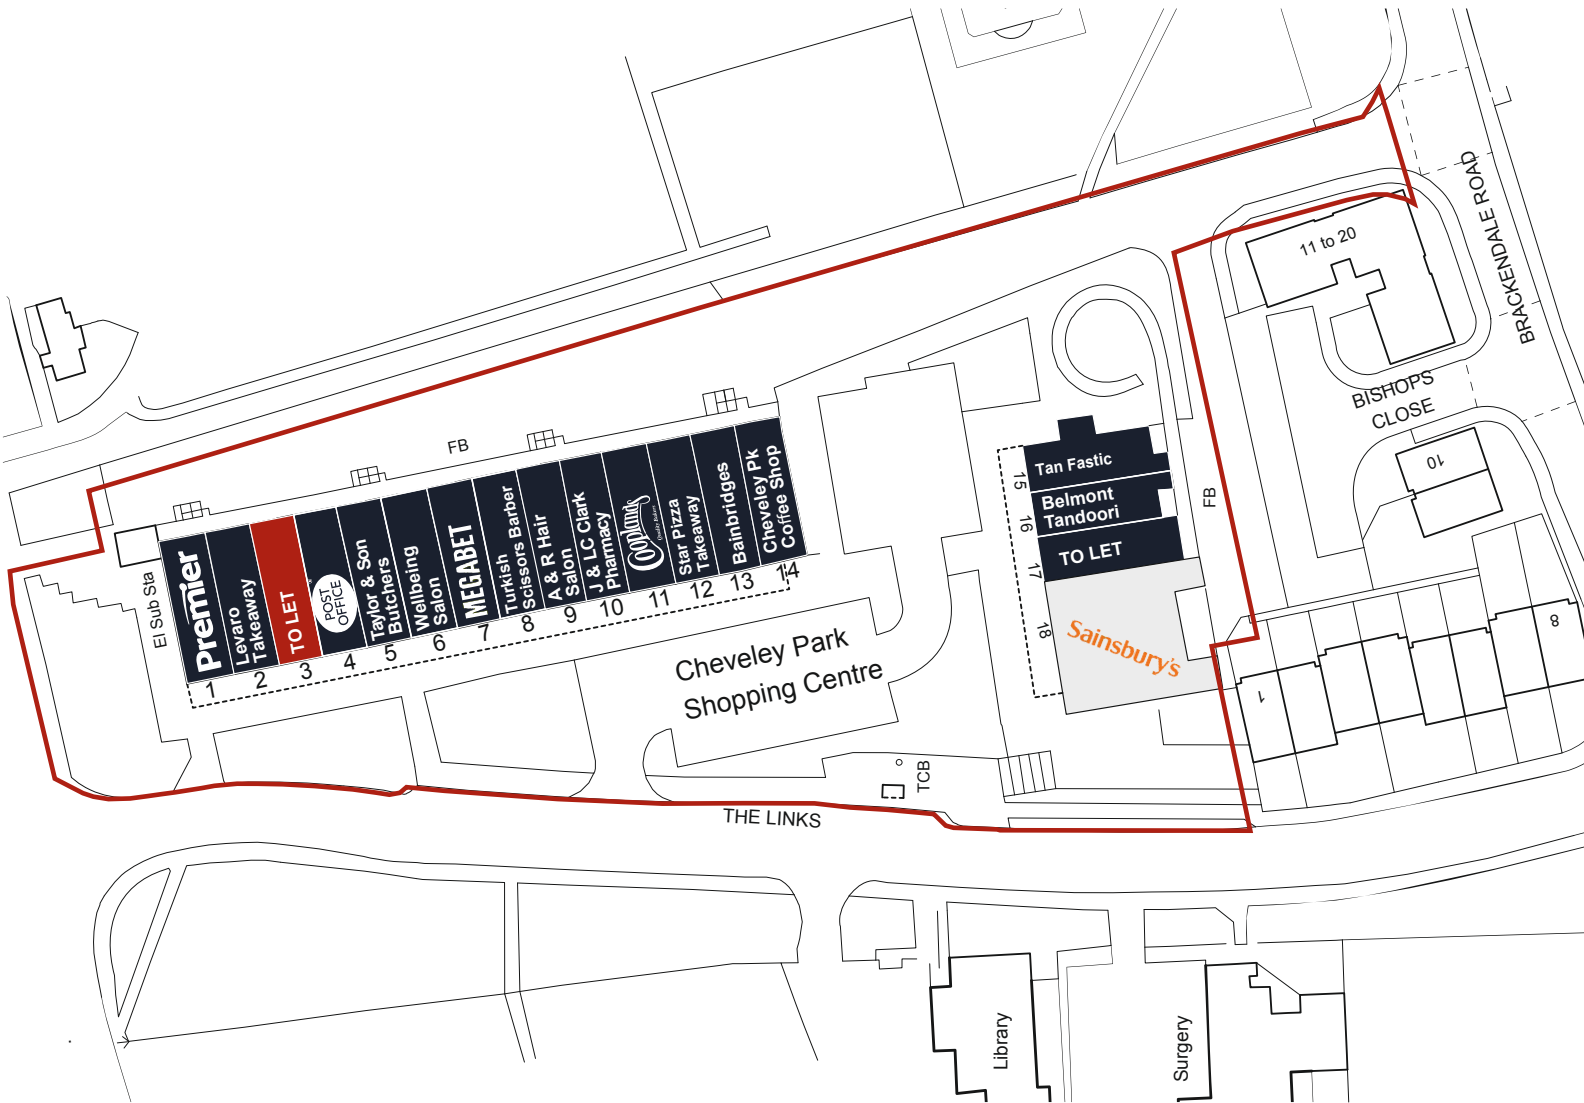 BRACKENDALE ROAD
11 to 20
BISHOPS
CLOSE
10
FB
FB
El Sub Sta
Premier
Levaro
Takeaway
TO LET
POST
OFFICE
Taylor & Son
Butchers
Wellbeing
Salon
MEGABET
Turkish
Scissors Barber
A & R Hair
Salon
J & LC Clark
Pharmacy
Cooplands
Quality Bakers
Star Pizza
Takeaway
Bainbridges
Cheveley Pk
Coffee Shop
1
2
3
4
5
6
7
8
9
10
11
12
13
14
15
16
17
18
Tan Fastic
Belmont
Tandoori
TO LET
Sainsbury's
Cheveley Park
Shopping Centre
1
8
TCB
THE LINKS
Library
Surgery